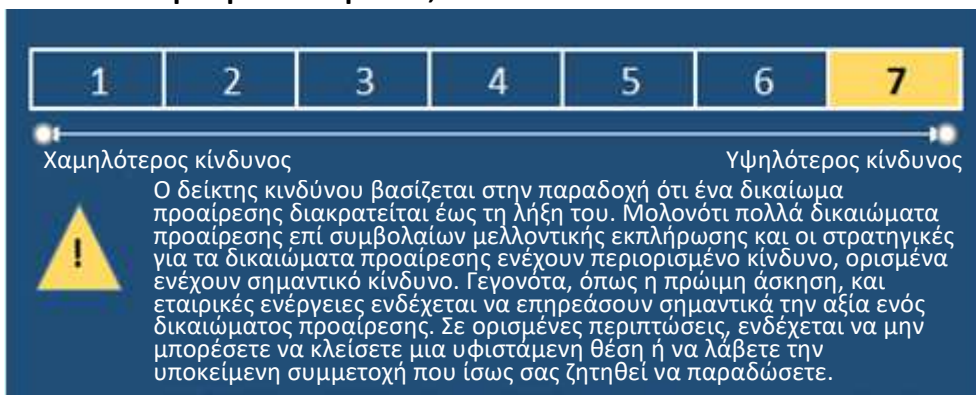 1 2 3 4 5 6 7
Χαμηλότερος κίνδυνος Υψηλότερος κίνδυνος
Ο δείκτης κινδύνου βασίζεται στην παραδοχή ότι ένα δικαίωμα
προαίρεσης διακρατείται έως τη λήξη του. Μολονότι πολλά δικαιώματα
προαίρεσης επί συμβολαίων μελλοντικής εκπλήρωσης και οι στρατηγικές
για τα δικαιώματα προαίρεσης ενέχουν περιορισμένο κίνδυνο, ορισμένα
ενέχουν σημαντικό κίνδυνο. Γεγονότα, όπως η πρώιμη άσκηση, και
εταιρικές ενέργειες ενδέχεται να επηρεάσουν σημαντικά την αξία ενός
δικαιώματος προαίρεσης. Σε ορισμένες περιπτώσεις, ενδέχεται να μην
μπορέσετε να κλείσετε μια υφιστάμενη θέση ή να λάβετε την
υποκείμενη συμμετοχή που ίσως σας ζητηθεί να παραδώσετε.
!